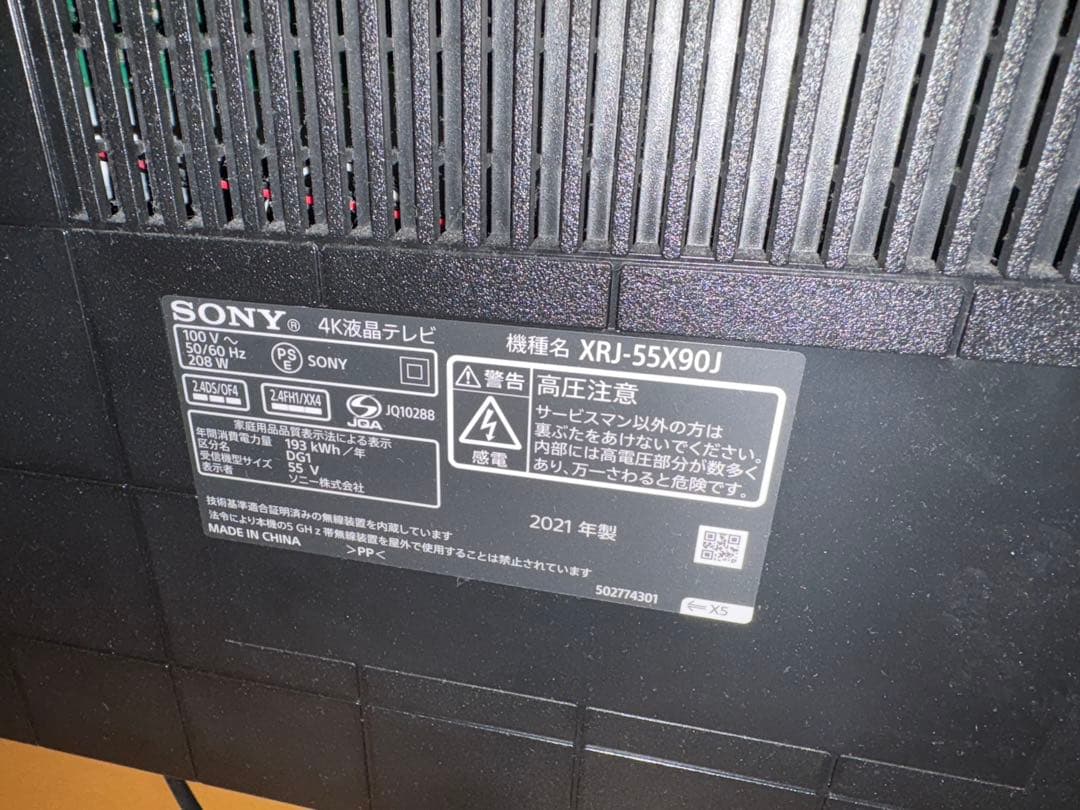 SONY® 4K液晶テレビ
機種名 XRJ-55X90J
100 V～
50/60 Hz
208 W
PS
E
SONY
2.4DS/OF4
2.4FH1/XX4
JQA
JQ1028B
家庭用品品質表示法による表示
年間消費電力量 193 kWh／年
区分名 DG1
受信機型サイズ 55 V
表示者 ソニー株式会社
警告
感電
高圧注意
サービスマン以外の方は
裏ぶたをあけないでください。
内部には高電圧部分が数多く
あり、万一さわると危険です。
技術基準適合証明済みの無線装置を内蔵しています
法令により本機の5 GHz帯無線装置を屋外で使用することは禁止されています
MADE IN CHINA
>PP<
2021 年製
502774301
X5